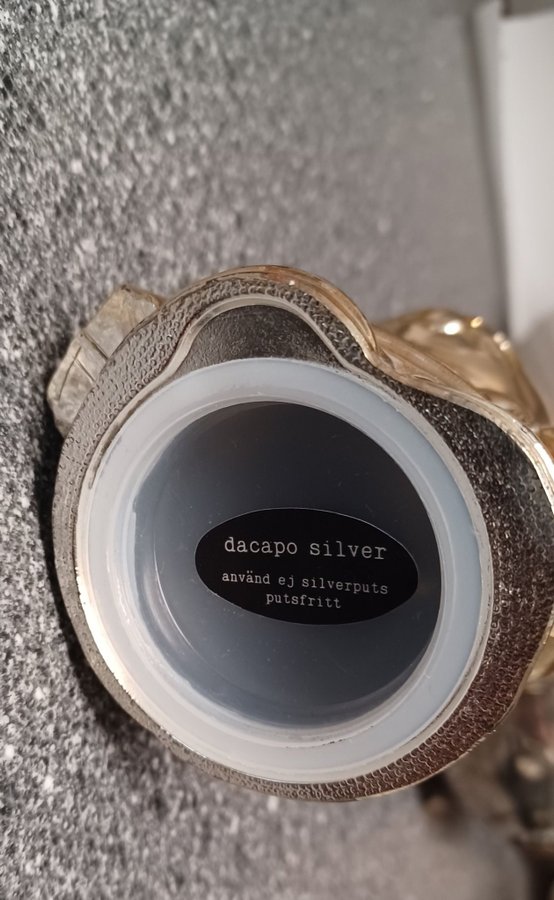 dacapo silver
använd ej silverputs
putsfritt